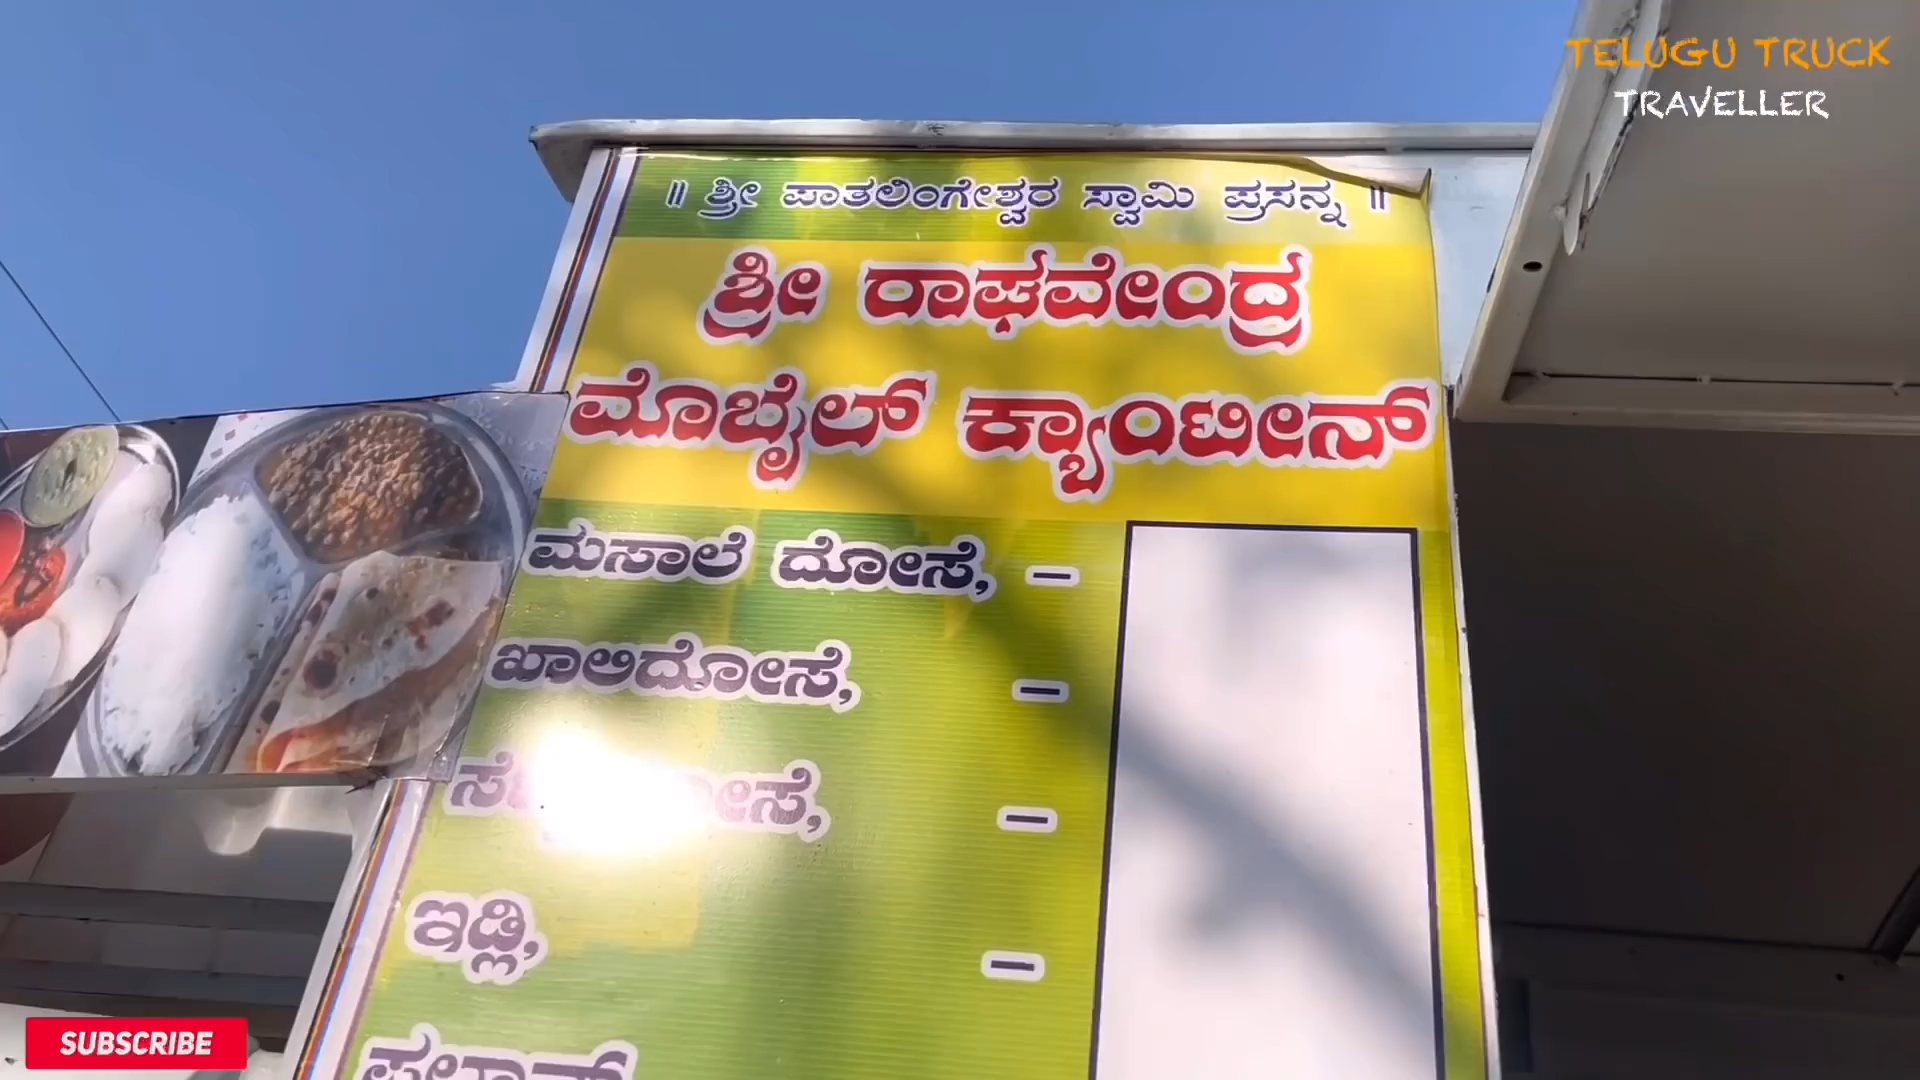 TELUGU TRUCK
TRAVELLER
|| ಶ್ರೀ ಪಾತಲಿಂಗೇಶ್ವರ ಸ್ವಾಮಿ ಪ್ರಸನ್ನ ||
ಶ್ರೀ ರಾಘವೇಂದ್ರ
ಮೊಬೈಲ್ ಕ್ಯಾಂಟೀನ್
ಮಸಾಲೆ ದೋಸೆ, –
ಖಾಲಿದೋಸೆ, –
–
ಇಡ್ಲಿ, –
SUBSCRIBE